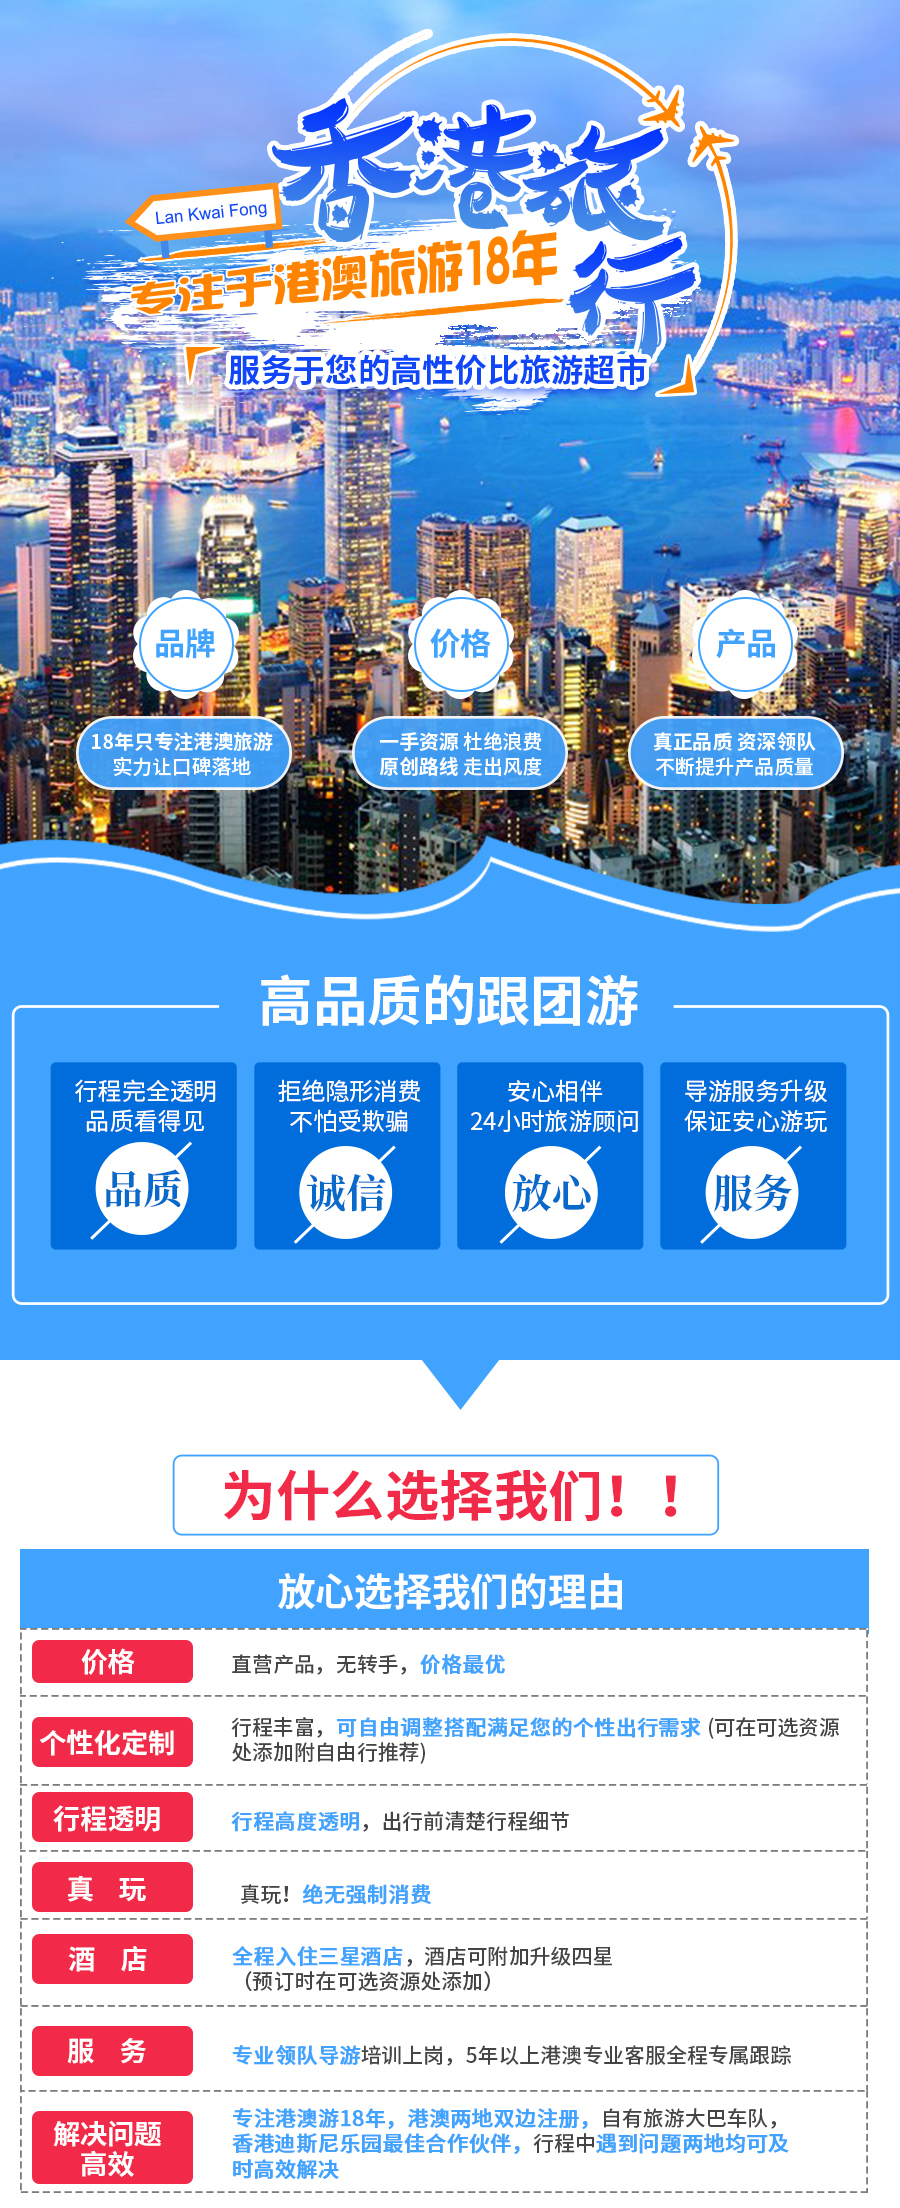 香港旅行
Lan Kwai Fong
专注于港澳旅游18年
服务于您的高性价比旅游超市
品牌
价格
产品
18年只专注港澳旅游
实力让口碑落地
一手资源 杜绝浪费
原创路线 走出风度
真正品质 资深领队
不断提升产品质量
高品质的跟团游
行程完全透明
品质看得见
品质
拒绝隐形消费
不怕受欺骗
诚信
安心相伴
24小时旅游顾问
放心
导游服务升级
保证安心游玩
服务
为什么选择我们！！
放心选择我们的理由
价格
直营产品，无转手，价格最优
个性化定制
行程丰富，可自由调整搭配满足您的个性出行需求 (可在可选资源
处添加附自由行推荐)
行程透明
行程高度透明，出行前清楚行程细节
真 玩
真玩！绝无强制消费
酒 店
全程入住三星酒店，酒店可附加升级四星
（预订时在可选资源处添加）
服 务
专业领队导游培训上岗，5年以上港澳专业客服全程专属跟踪
解决问题
高效
专注港澳游18年，港澳两地双边注册，自有旅游大巴车队，
香港迪斯尼乐园最佳合作伙伴，行程中遇到问题两地均可及
时高效解决